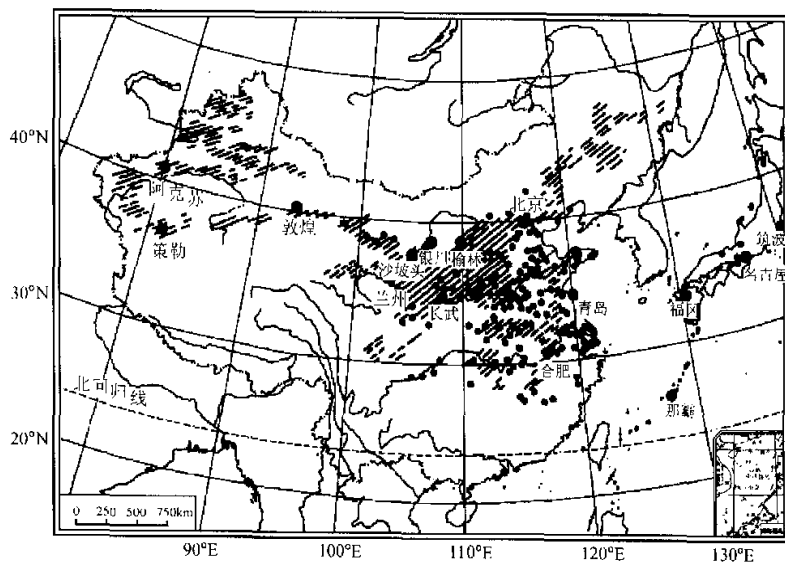 40°N
北京
阿克苏
敦煌
银川
榆林
筑波
策勒
沙坡头
名古屋
30°N
兰州
长武
青岛
福冈
合肥
北回归线
那霸
20°N
0 250 500 750km
90°E
100°E
110°E
120°E
130°E